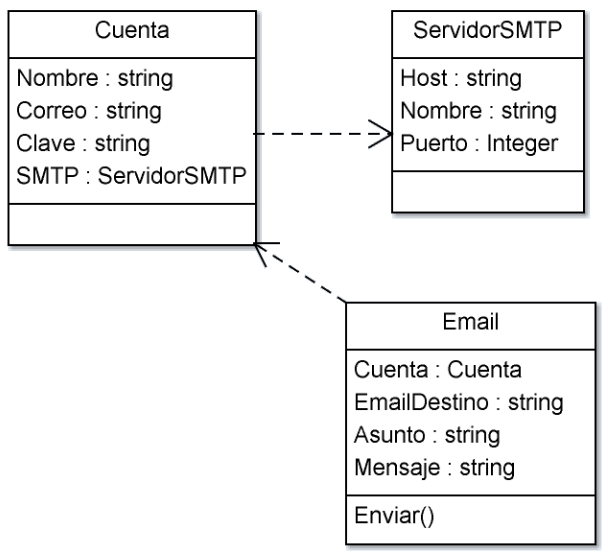 Cuenta
Nombre : string
Correo : string
Clave : string
SMTP : ServidorSMTP
ServidorSMTP
Host : string
Nombre : string
Puerto : Integer
Email
Cuenta : Cuenta
EmailDestino : string
Asunto : string
Mensaje : string
Enviar()